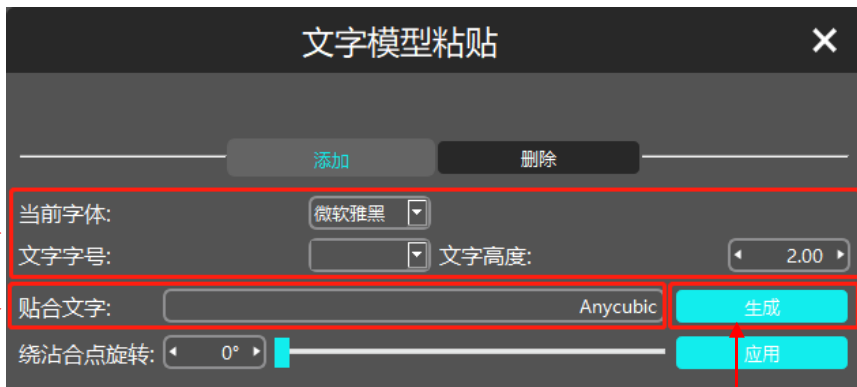 文字模型粘贴
添加 删除
当前字体: 微软雅黑
文字字号: 文字高度: 2.00
贴合文字: Anycubic 生成
绕沾合点旋转: 0° 应用